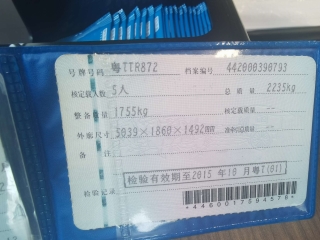 号牌号码 粤TTR872 档案编号 442000390793
核定载人数 5人 总质量 2235kg
整备质量 1755kg 核定载质量 --
外廓尺寸 5039×1860×1492mm 准牵引总质量 --
备注
检验有效期至2015年10月粤T(01)
检验记录